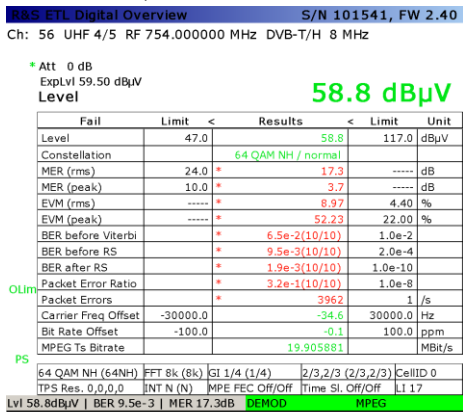 R&S ETL Digital Overview S/N 101541, FW 2.40
Ch: 56 UHF 4/5 RF 754.000000 MHz DVB-T/H 8 MHz
* Att 0 dB
ExpLvl 59.50 dBµV
Level 58.8 dBµV
Fail Limit < Results < Limit Unit
Level 47.0 58.8 117.0 dBµV
Constellation 64 QAM NH / normal
MER (rms) 24.0 * 17.3 ----- dB
MER (peak) 10.0 * 3.7 ----- dB
EVM (rms) ----- * 8.97 4.40 %
EVM (peak) ----- * 52.23 22.00 %
BER before Viterbi * 6.5e-2(10/10) 1.0e-2
BER before RS * 9.5e-3(10/10) 2.0e-4
BER after RS * 1.9e-3(10/10) 1.0e-10
Packet Error Ratio * 3.2e-1(10/10) 1.0e-8
OLim
Packet Errors * 3962 1 /s
Carrier Freq Offset -30000.0 -34.6 30000.0 Hz
Bit Rate Offset -100.0 -0.1 100.0 ppm
MPEG Ts Bitrate 19.905881 MBit/s
PS
64 QAM NH (64NH) FFT 8k (8k) GI 1/4 (1/4) 2/3,2/3 (2/3,2/3) CellID 0
TPS Res. 0,0,0,0 INT N (N) MPE FEC Off/Off Time Sl. Off/Off LI 17
Lvl 58.8dBµV | BER 9.5e-3 | MER 17.3dB DEMOD MPEG